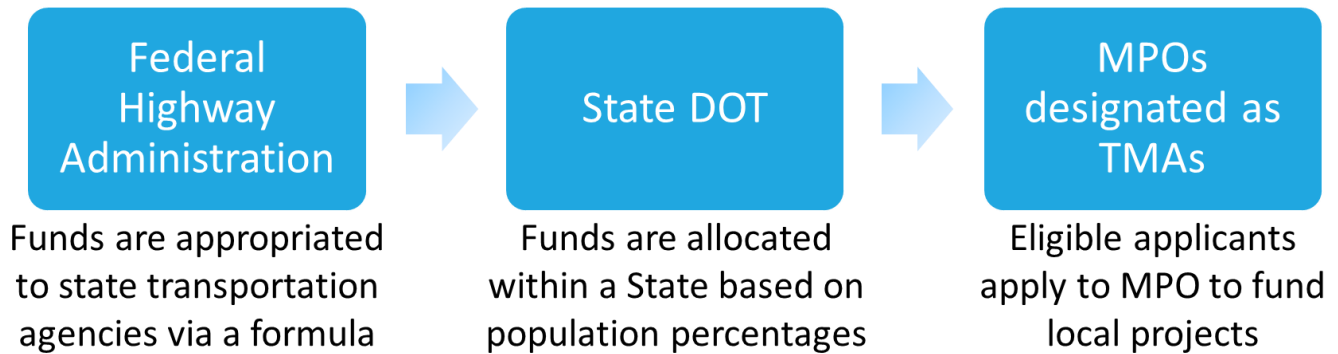 Federal
Highway
Administration
Funds are appropriated
to state transportation
agencies via a formula
State DOT
Funds are allocated
within a State based on
population percentages
MPOs
designated as
TMAs
Eligible applicants
apply to MPO to fund
local projects